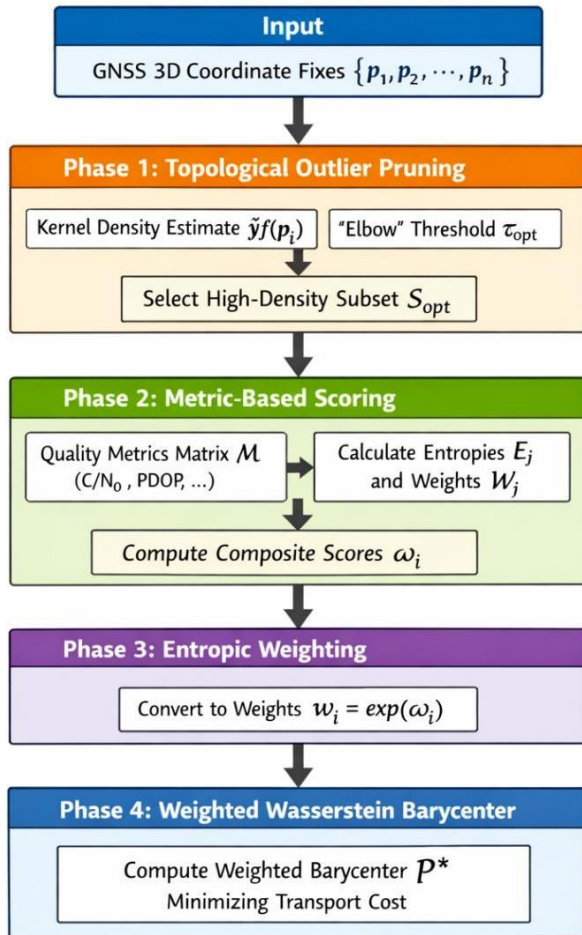 Input
GNSS 3D Coordinate Fixes {p₁, p₂, ⋯, pₙ}
Phase 1: Topological Outlier Pruning
Kernel Density Estimate ỹf(pᵢ)
"Elbow" Threshold τₒₚₜ
Select High-Density Subset Sₒₚₜ
Phase 2: Metric-Based Scoring
Quality Metrics Matrix ℳ
(C/N₀ , PDOP, ...)
Calculate Entropies Eⱼ
and Weights Wⱼ
Compute Composite Scores ωᵢ
Phase 3: Entropic Weighting
Convert to Weights wᵢ = exp(ωᵢ)
Phase 4: Weighted Wasserstein Barycenter
Compute Weighted Barycenter P*
Minimizing Transport Cost